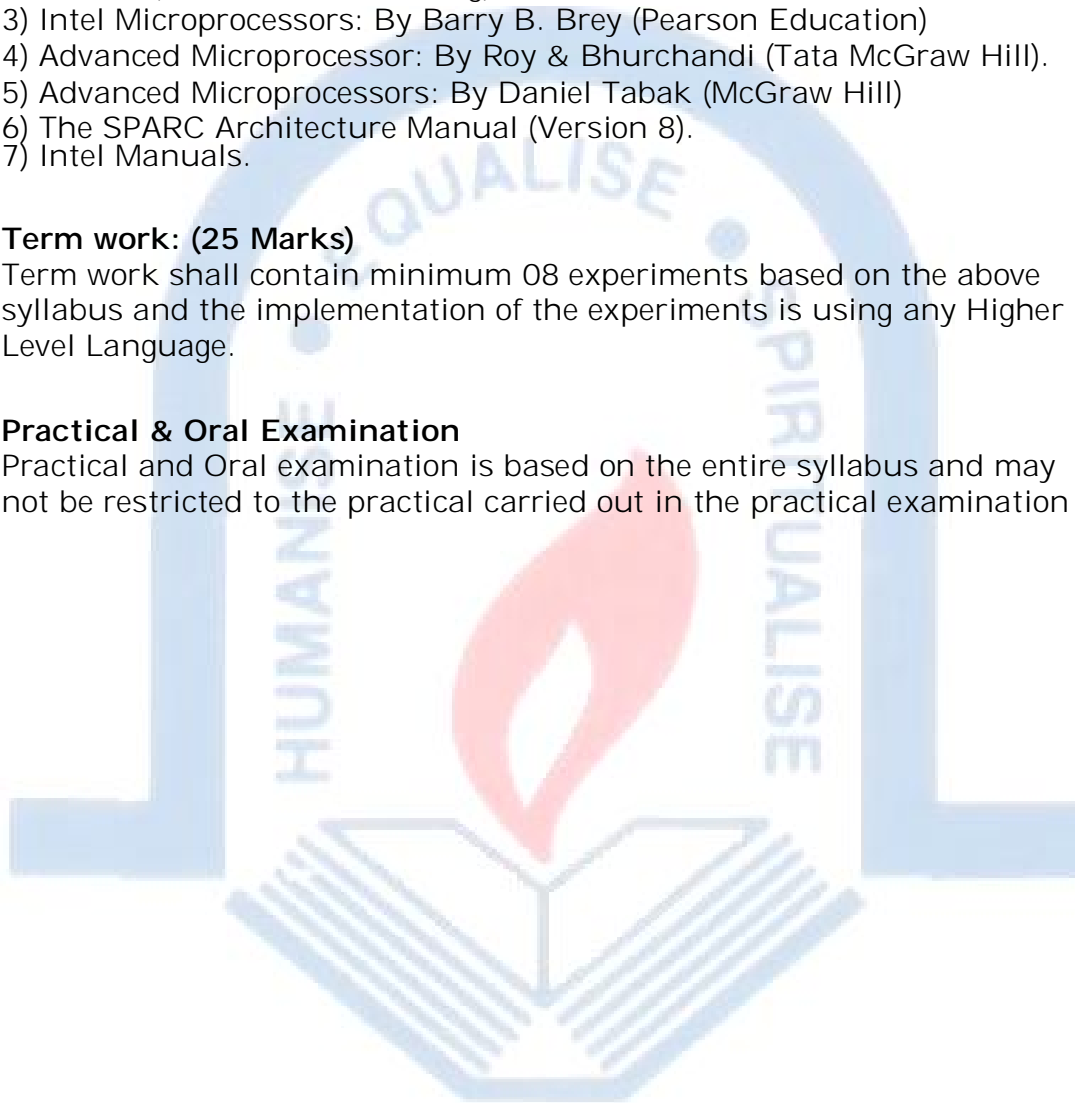 3) Intel Microprocessors: By Barry B. Brey (Pearson Education)
4) Advanced Microprocessor: By Roy & Bhurchandi (Tata McGraw Hill).
5) Advanced Microprocessors: By Daniel Tabak (McGraw Hill)
6) The SPARC Architecture Manual (Version 8).
7) Intel Manuals.
Term work: (25 Marks)
Term work shall contain minimum 08 experiments based on the above
syllabus and the implementation of the experiments is using any Higher
Level Language.
Practical & Oral Examination
Practical and Oral examination is based on the entire syllabus and may
not be restricted to the practical carried out in the practical examination
HUMANISE • EQUALISE • SPIRITUALISE